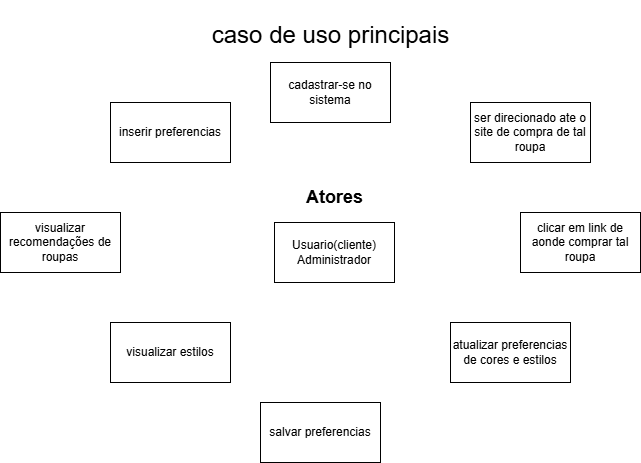 caso de uso principais
cadastrar-se no
sistema
inserir preferencias
ser direcionado ate o
site de compra de tal
roupa
Atores
visualizar
recomendações de
roupas
Usuario(cliente)
Administrador
clicar em link de
aonde comprar tal
roupa
visualizar estilos
atualizar preferencias
de cores e estilos
salvar preferencias